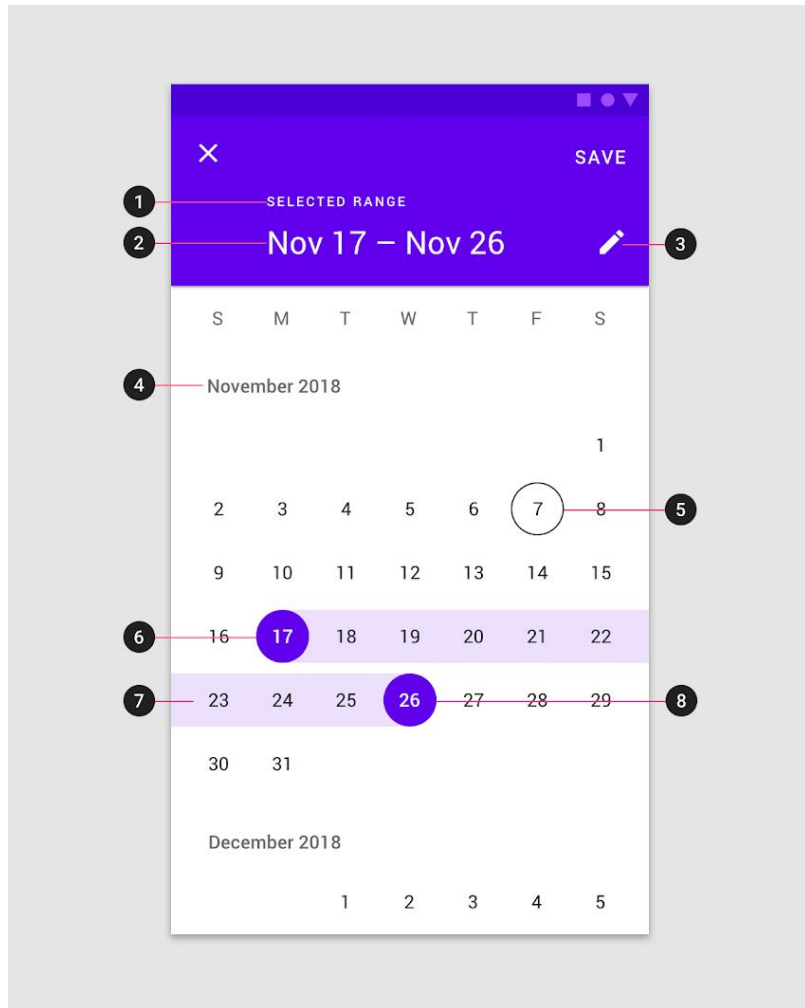 SAVE
1 SELECTED RANGE
2 Nov 17 – Nov 26 3
S M T W T F S
4 November 2018
1
2 3 4 5 6 7 8 5
9 10 11 12 13 14 15
6 16 17 18 19 20 21 22
7 23 24 25 26 27 28 29 8
30 31
December 2018
1 2 3 4 5